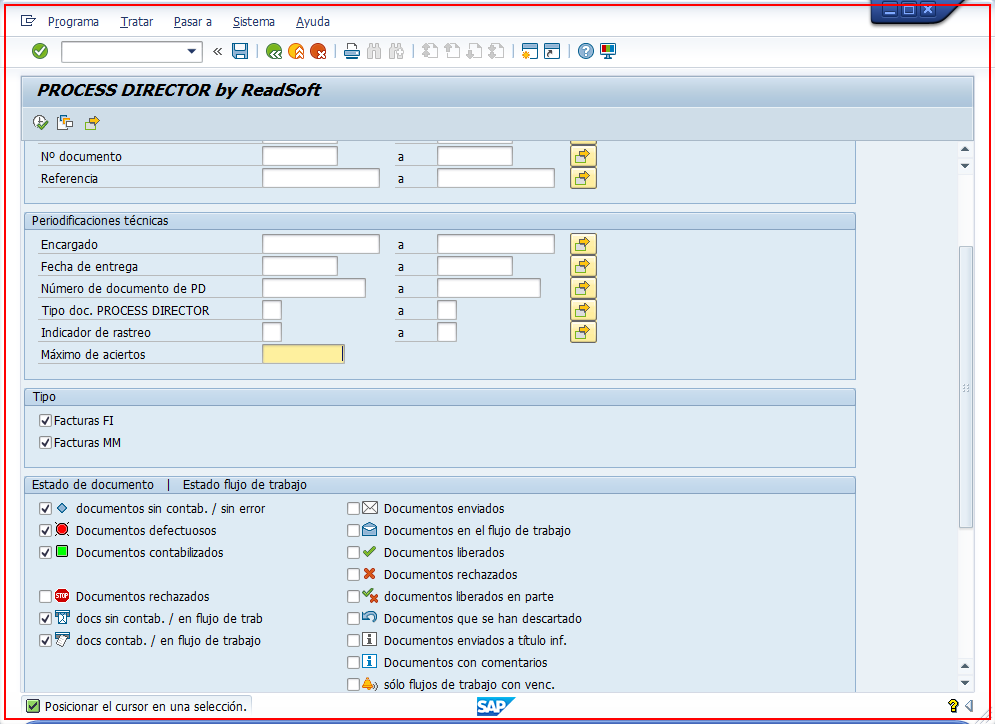 Programa Tratar Pasar a Sistema Ayuda
«
PROCESS DIRECTOR by ReadSoft
Nº documento a
Referencia a
Periodificaciones técnicas
Encargado a
Fecha de entrega a
Número de documento de PD a
Tipo doc. PROCESS DIRECTOR a
Indicador de rastreo a
Máximo de aciertos
Tipo
Facturas FI
Facturas MM
Estado de documento | Estado flujo de trabajo
documentos sin contab. / sin error Documentos enviados
Documentos defectuosos Documentos en el flujo de trabajo
Documentos contabilizados Documentos liberados
Documentos rechazados
STOP Documentos rechazados documentos liberados en parte
docs sin contab. / en flujo de trab Documentos que se han descartado
docs contab. / en flujo de trabajo Documentos enviados a título inf.
Documentos con comentarios
sólo flujos de trabajo con venc.
Posicionar el cursor en una selección. SAP